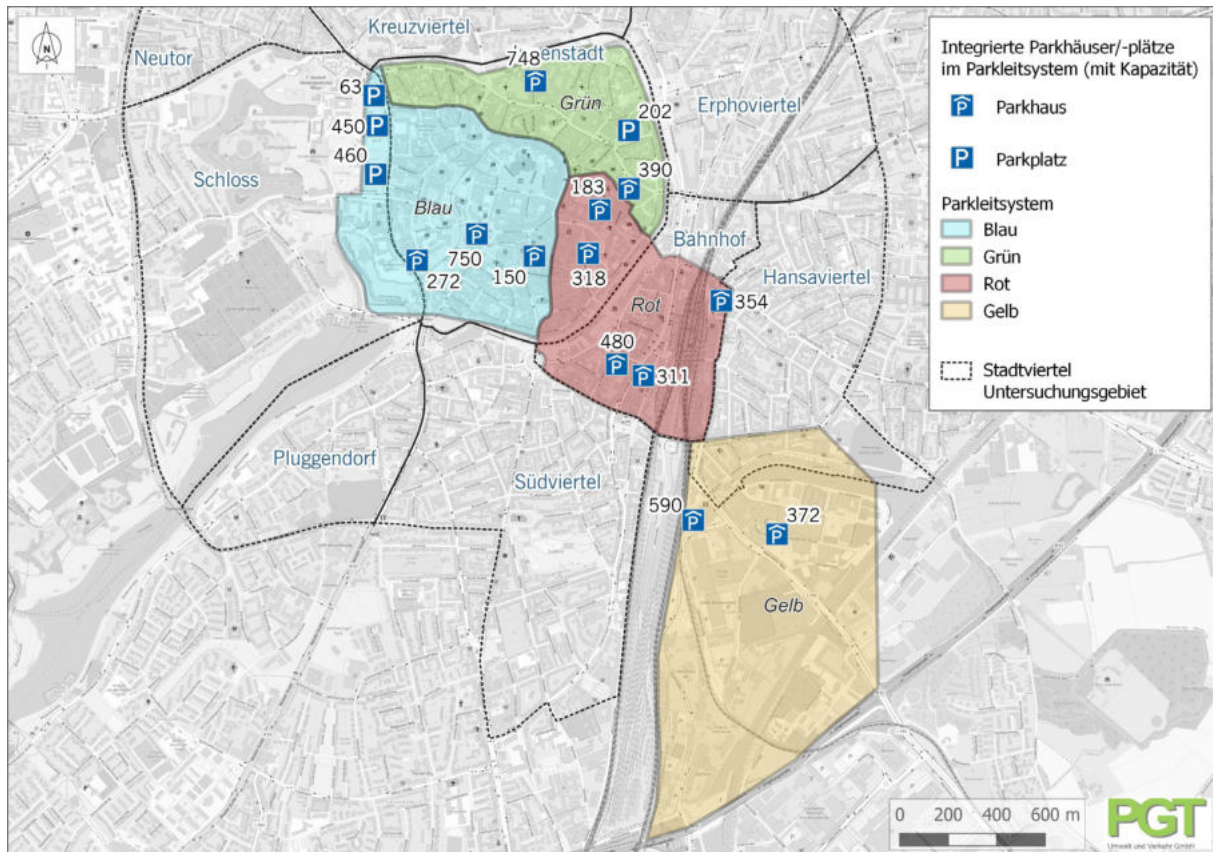 N
Kreuzviertel
Neutor
enstadt
748
63
Grün
202
Erphoviertel
450
460
390
Schloss
183
Blau
Bahnhof
750
150
318
Hansaviertel
272
Rot
354
480
311
Pluggendorf
Südviertel
590
372
Gelb
Integrierte Parkhäuser/-plätze
im Parkleitsystem (mit Kapazität)
P Parkhaus
P Parkplatz
Parkleitsystem
Blau
Grün
Rot
Gelb
Stadtviertel
Untersuchungsgebiet
0 200 400 600 m
PGT
Umwelt und Verkehr GmbH